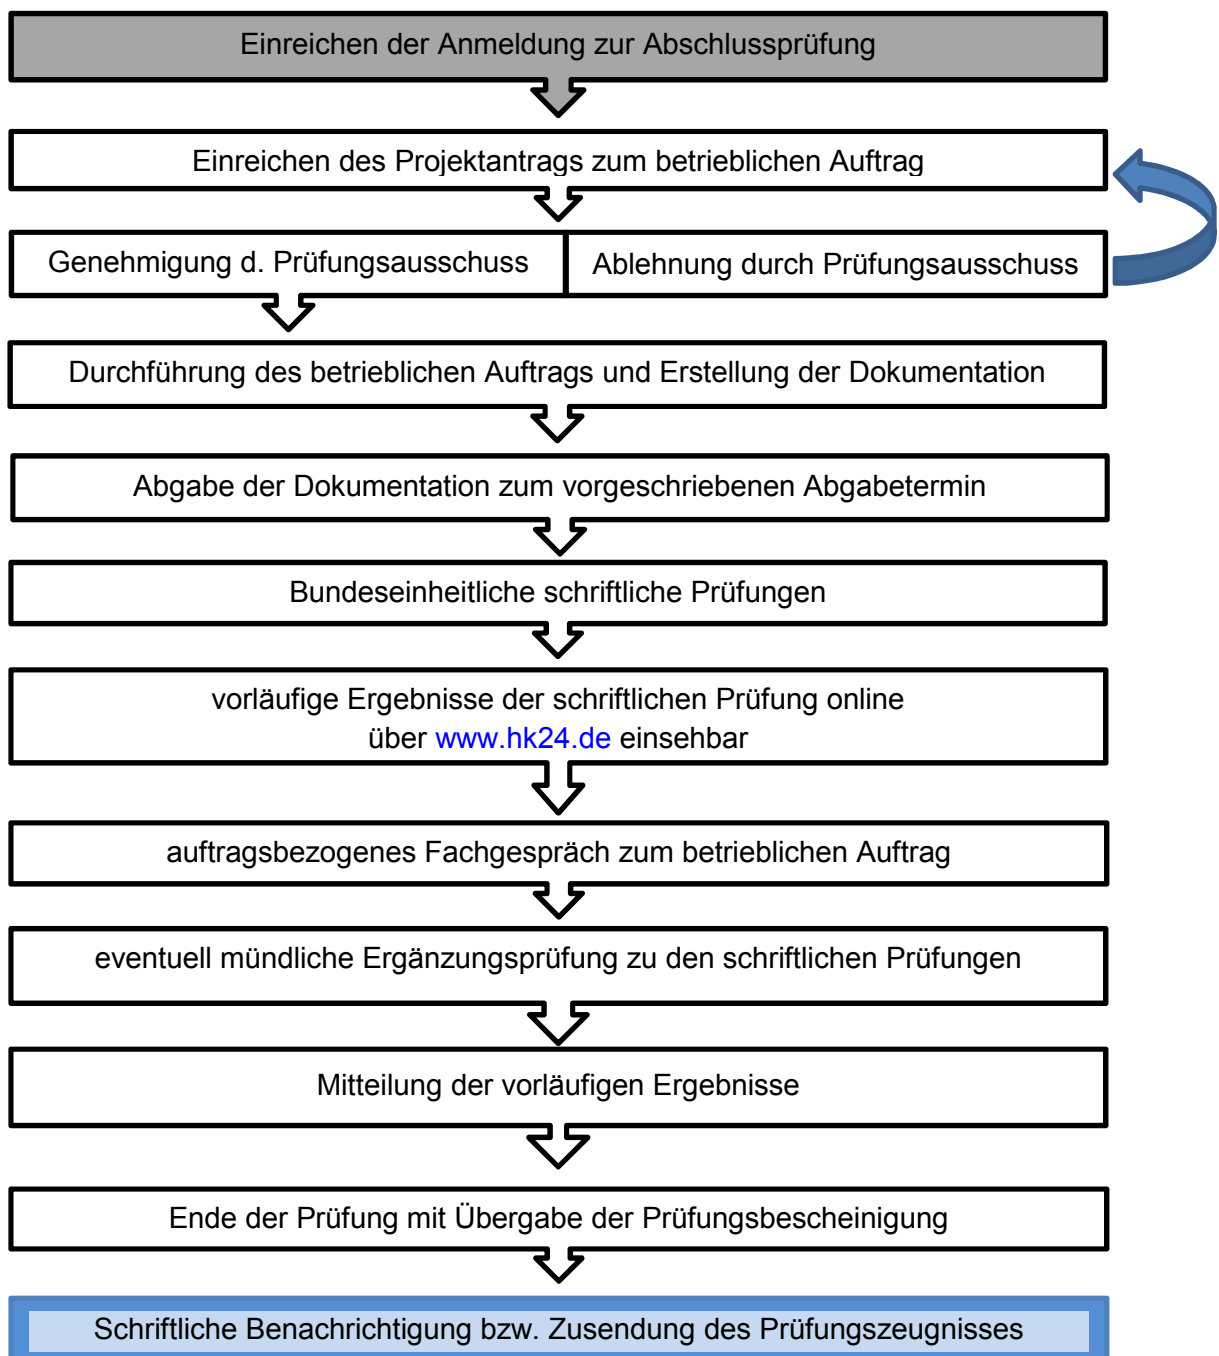 Einreichen der Anmeldung zur Abschlussprüfung
Einreichen des Projektantrags zum betrieblichen Auftrag
Genehmigung d. Prüfungsausschuss
Ablehnung durch Prüfungsausschuss
Durchführung des betrieblichen Auftrags und Erstellung der Dokumentation
Abgabe der Dokumentation zum vorgeschriebenen Abgabetermin
Bundeseinheitliche schriftliche Prüfungen
vorläufige Ergebnisse der schriftlichen Prüfung online
über www.hk24.de einsehbar
auftragsbezogenes Fachgespräch zum betrieblichen Auftrag
eventuell mündliche Ergänzungsprüfung zu den schriftlichen Prüfungen
Mitteilung der vorläufigen Ergebnisse
Ende der Prüfung mit Übergabe der Prüfungsbescheinigung
Schriftliche Benachrichtigung bzw. Zusendung des Prüfungszeugnisses